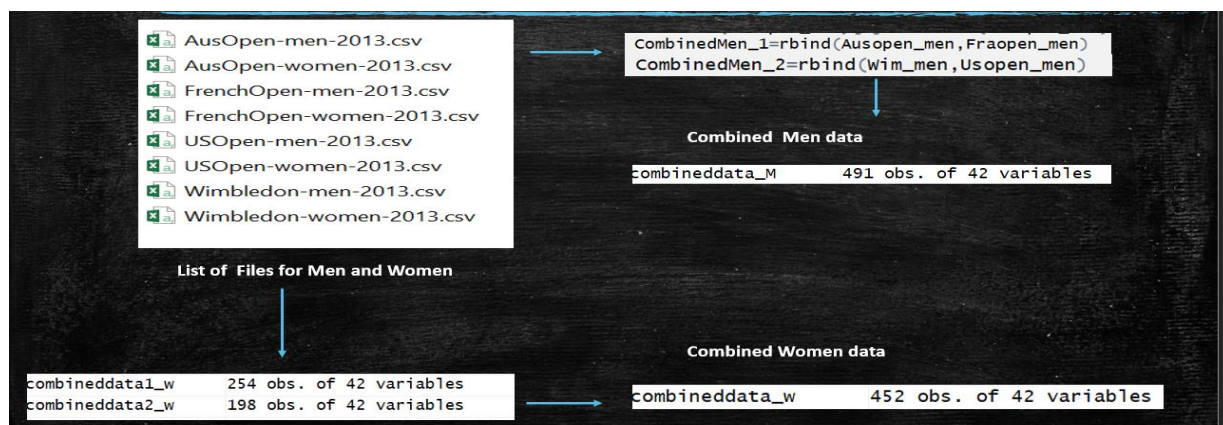 AusOpen-men-2013.csv
AusOpen-women-2013.csv
FrenchOpen-men-2013.csv
FrenchOpen-women-2013.csv
USOpen-men-2013.csv
USOpen-women-2013.csv
Wimbledon-men-2013.csv
Wimbledon-women-2013.csv
List of Files for Men and Women
CombinedMen_1=rbind(Ausopen_men,Fraopen_men)
CombinedMen_2=rbind(Wim_men,Usopen_men)
Combined Men data
combineddata_M 491 obs. of 42 variables
combineddata1_w 254 obs. of 42 variables
combineddata2_w 198 obs. of 42 variables
Combined Women data
combineddata_w 452 obs. of 42 variables